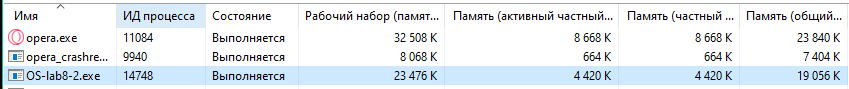 Имя ИД процесса Состояние Рабочий набор (памят... Память (активный частный... Память (частный ... Память (общий...
opera.exe 11084 Выполняется 32 508 K 8 668 K 8 668 K 23 840 K
opera_crashre... 9940 Выполняется 8 068 K 664 K 664 K 7 404 K
OS-lab8-2.exe 14748 Выполняется 23 476 K 4 420 K 4 420 K 19 056 K